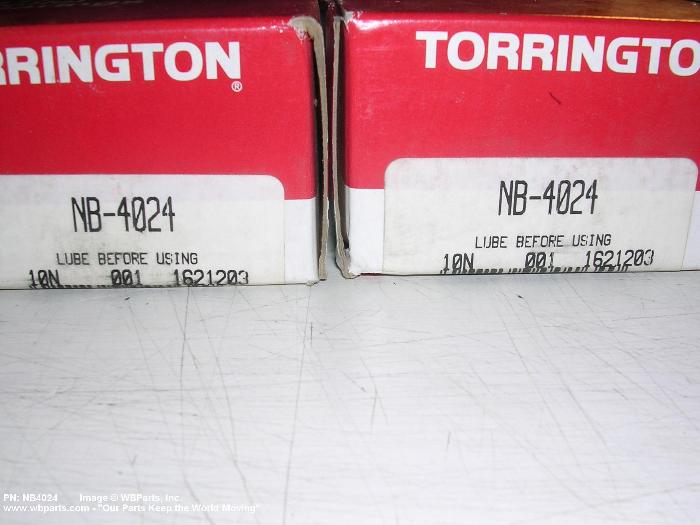 RRINGTON®
NB-4024
LUBE BEFORE USING
10N 001 1621203
TORRINGTO
NB-4024
LUBE BEFORE USING
10N 001 1621203
PN: NB4024 Image © WBParts, Inc.
www.wbparts.com - "Our Parts Keep the World Moving"